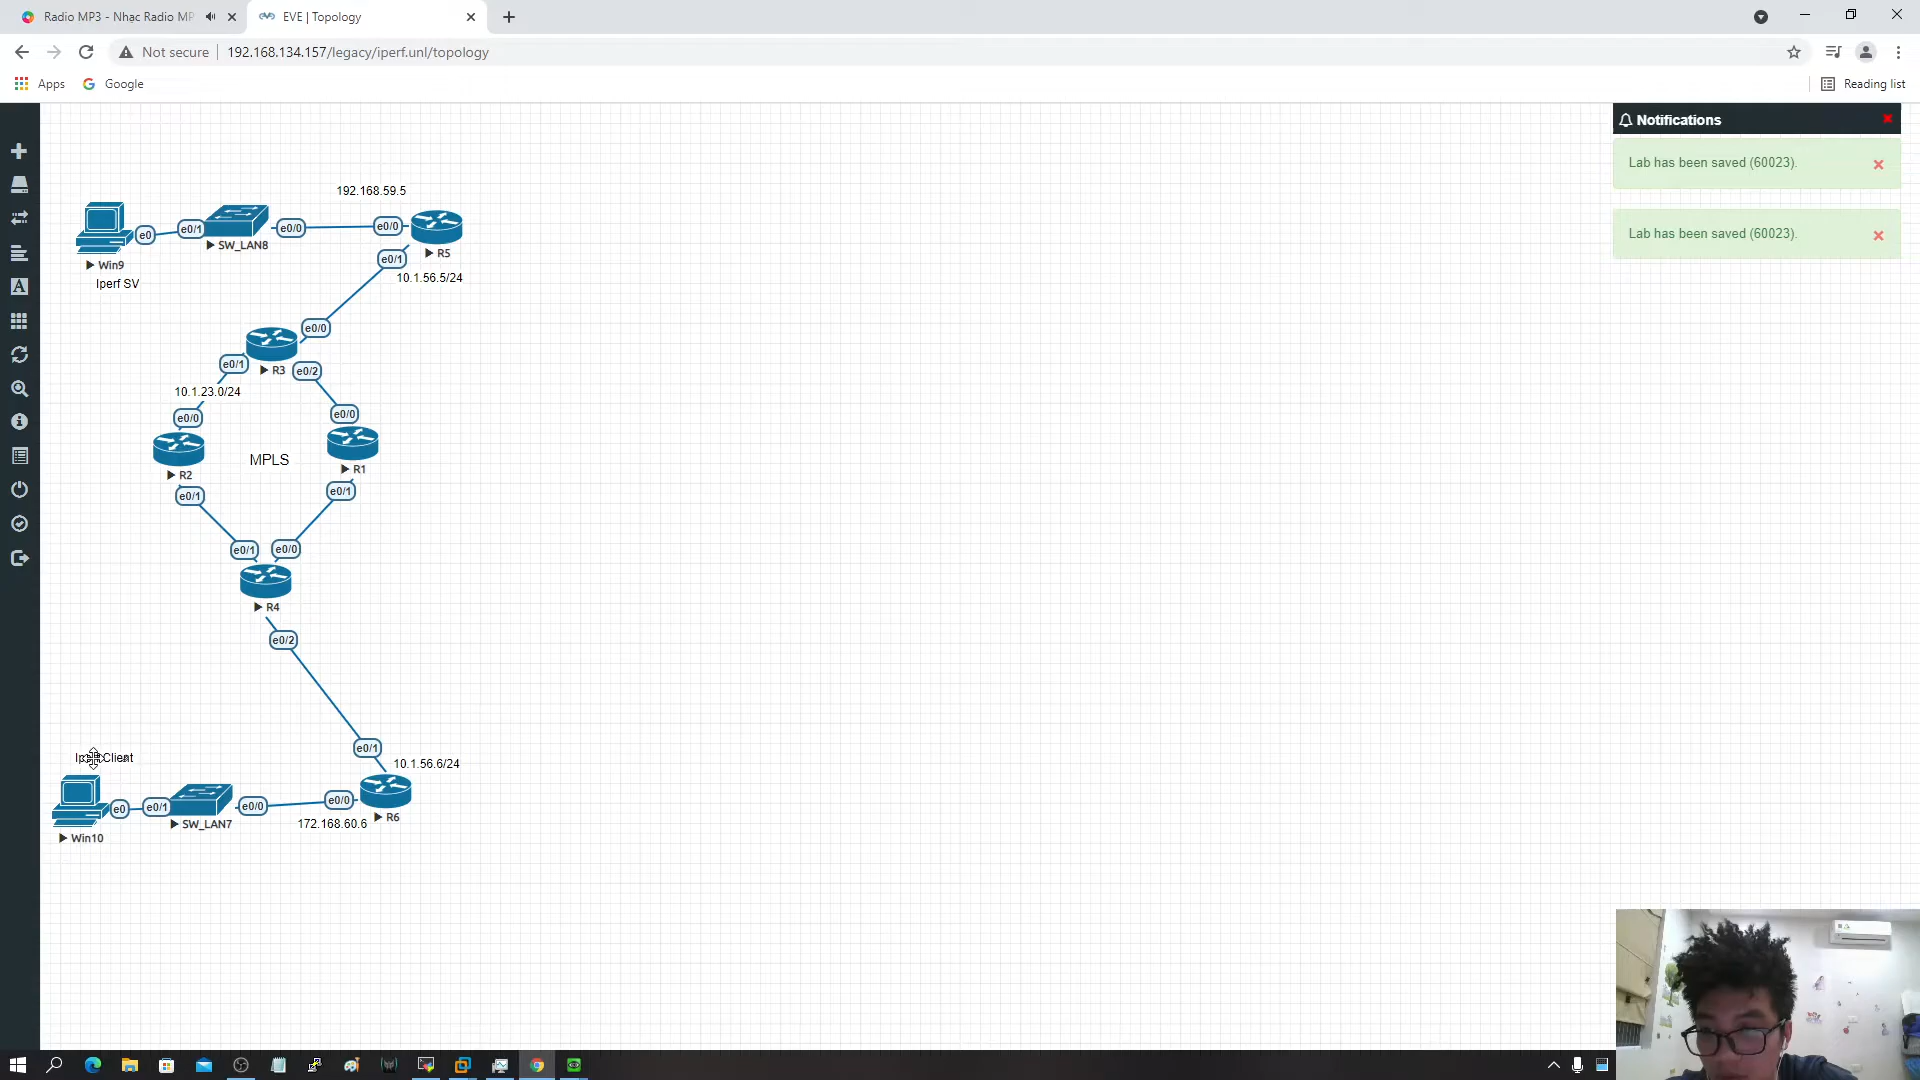 Radio MP3 - Nhạc Radio MP
EVE | Topology
Not secure
192.168.134.157/legacy/iperf.unl/topology
Apps
Google
Reading list
Notifications
Lab has been saved (60023).
Lab has been saved (60023).
192.168.59.5
e0
e0/1
e0/0
e0/0
SW_LAN8
R5
Win9
e0/1
Iperf SV
10.1.56.5/24
e0/0
e0/1
R3
e0/2
10.1.23.0/24
e0/0
e0/0
MPLS
R2
R1
e0/1
e0/1
e0/1
e0/0
R4
e0/2
e0/1
Client
10.1.56.6/24
e0
e0/1
e0/0
e0/0
SW_LAN7
172.168.60.6
R6
Win10